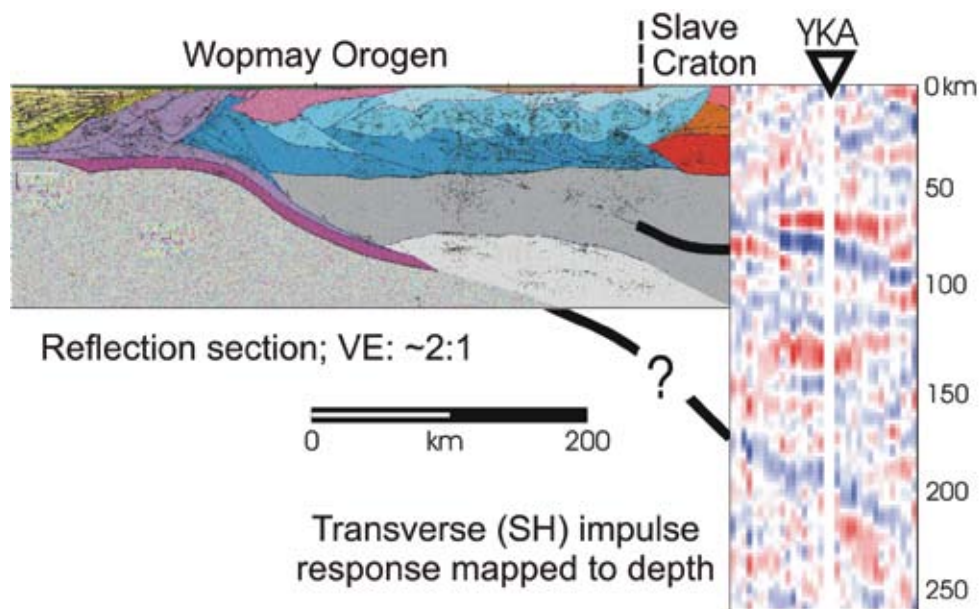 Wopmay Orogen
Slave
Craton
YKA
0 km
50
100
150
200
250
Reflection section; VE: ~2:1
?
0 km 200
Transverse (SH) impulse
response mapped to depth